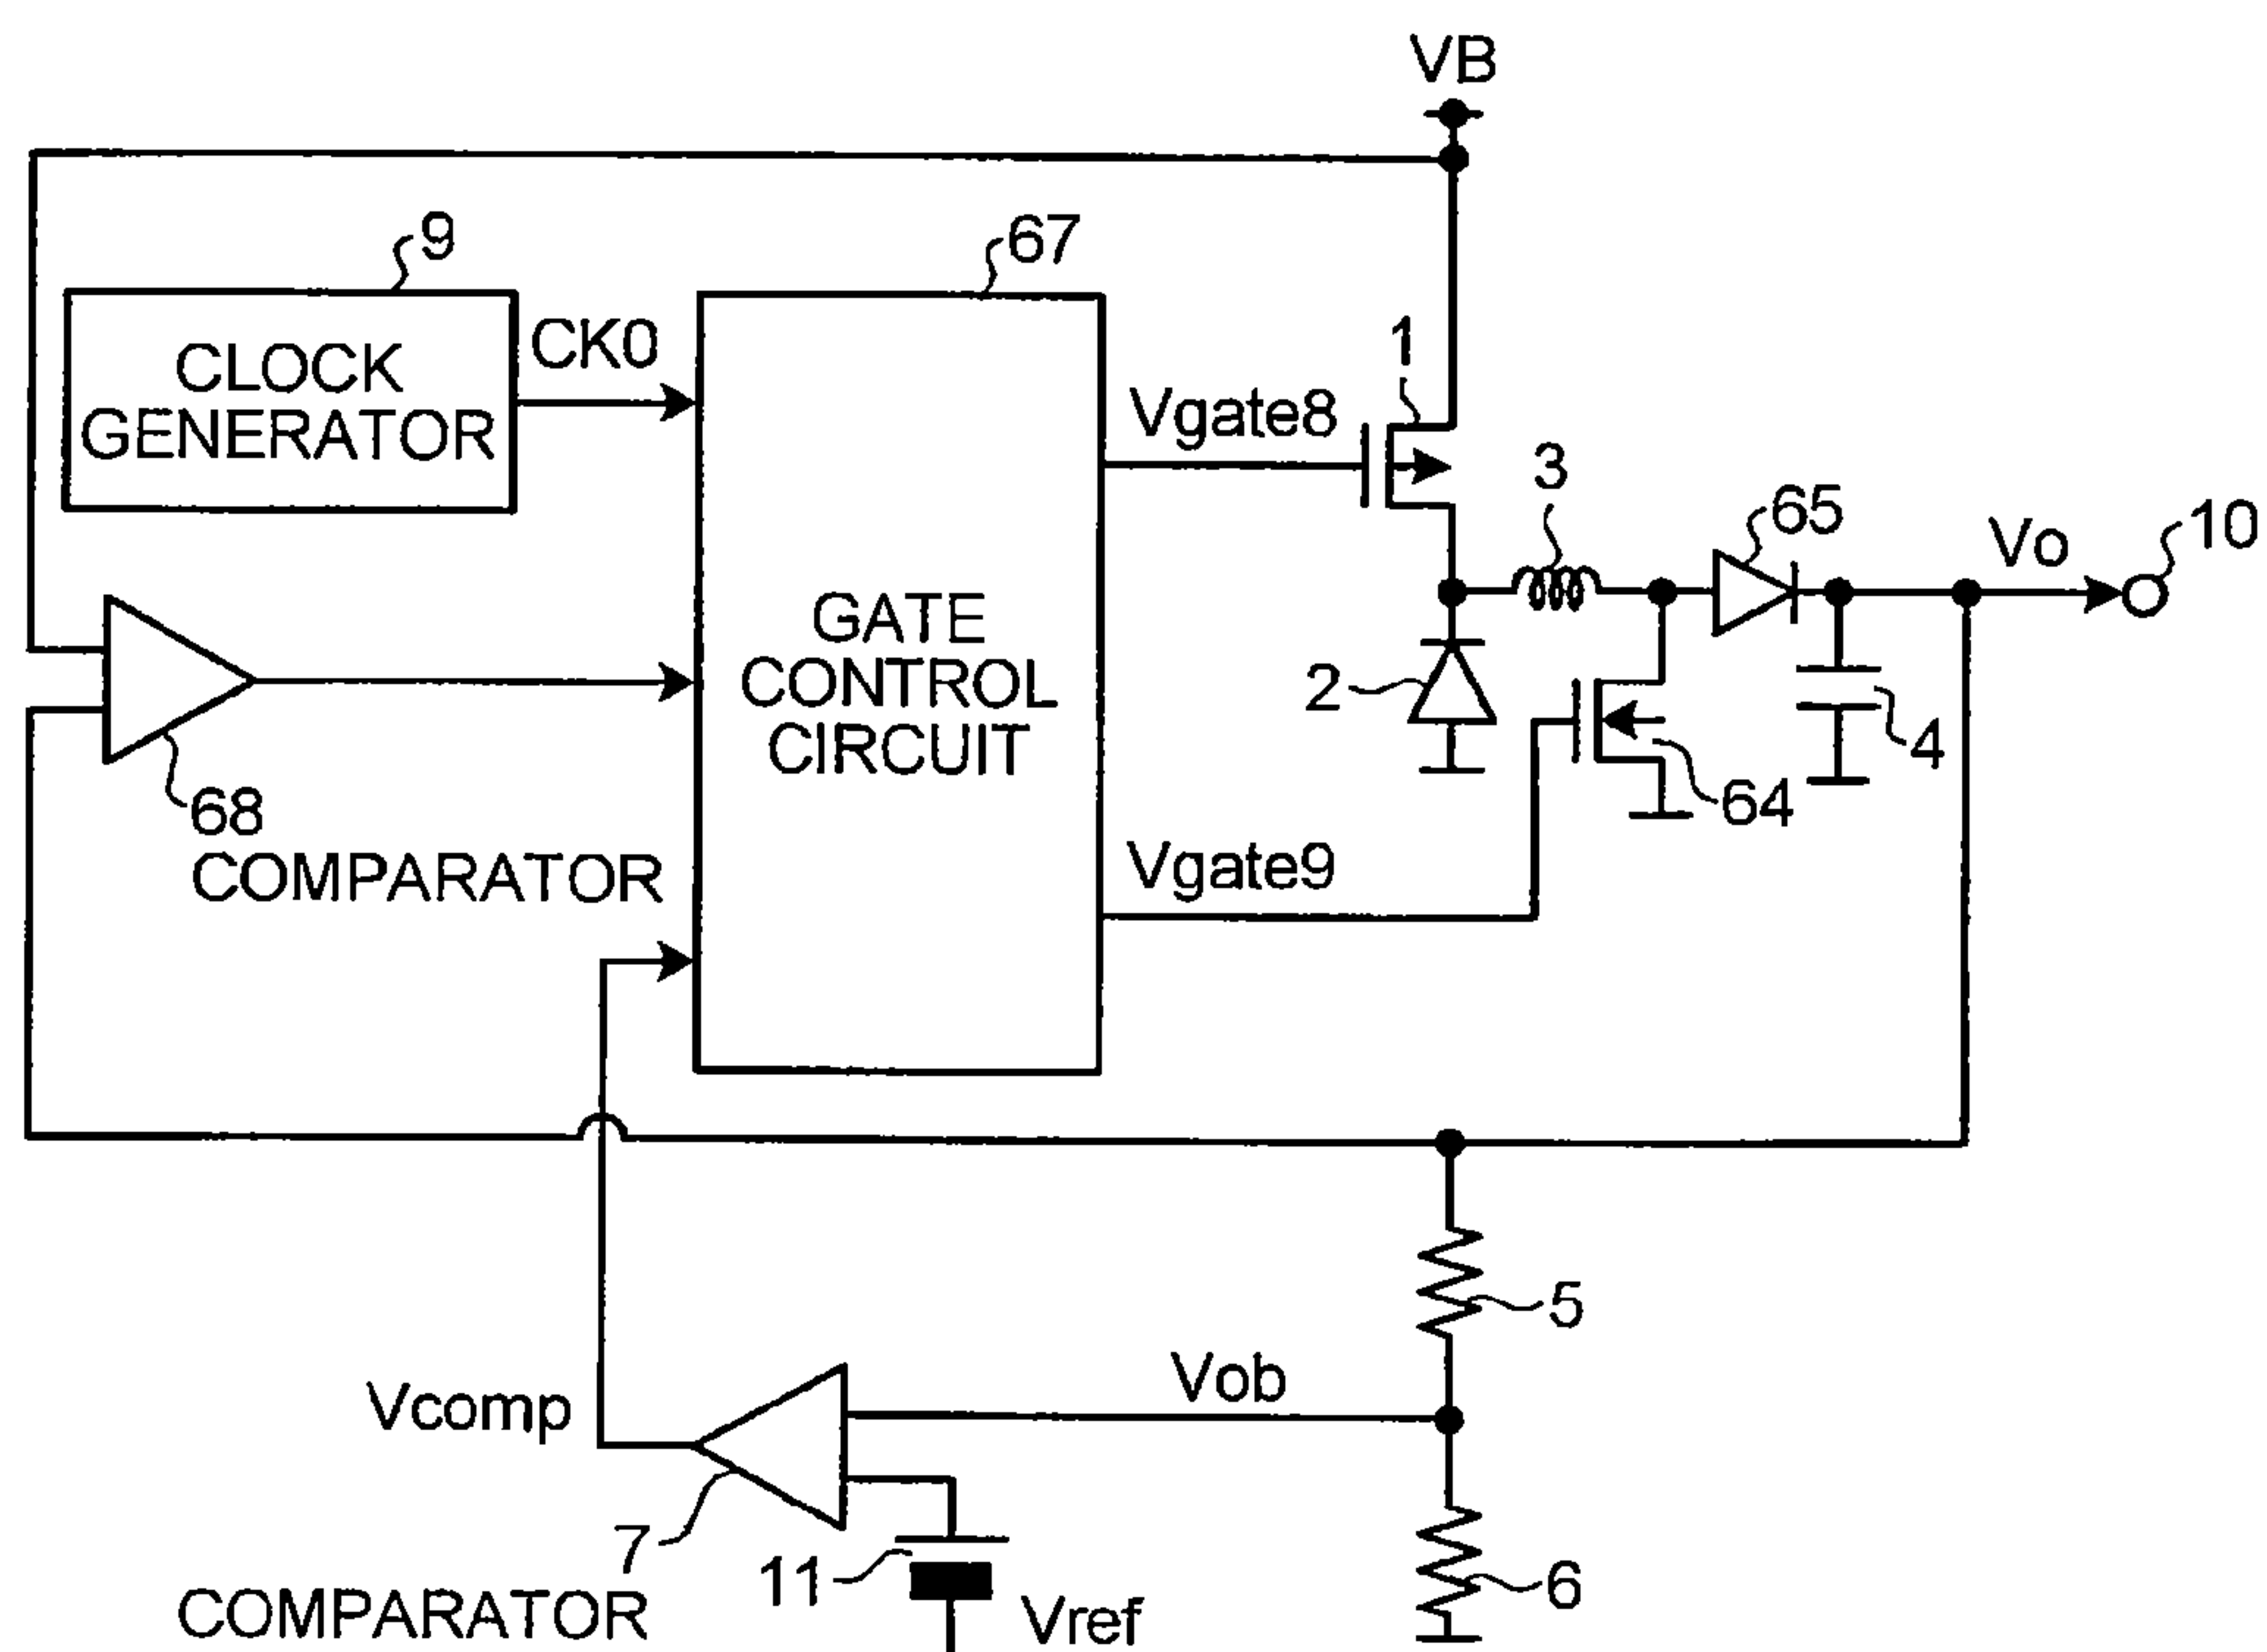 VB
9
67
CLOCK
GENERATOR
CK0
1
Vgate8
3
65
Vo
10
GATE
CONTROL
CIRCUIT
2
4
64
68
COMPARATOR
Vgate9
5
Vob
Vcomp
7
COMPARATOR
11
Vref
6